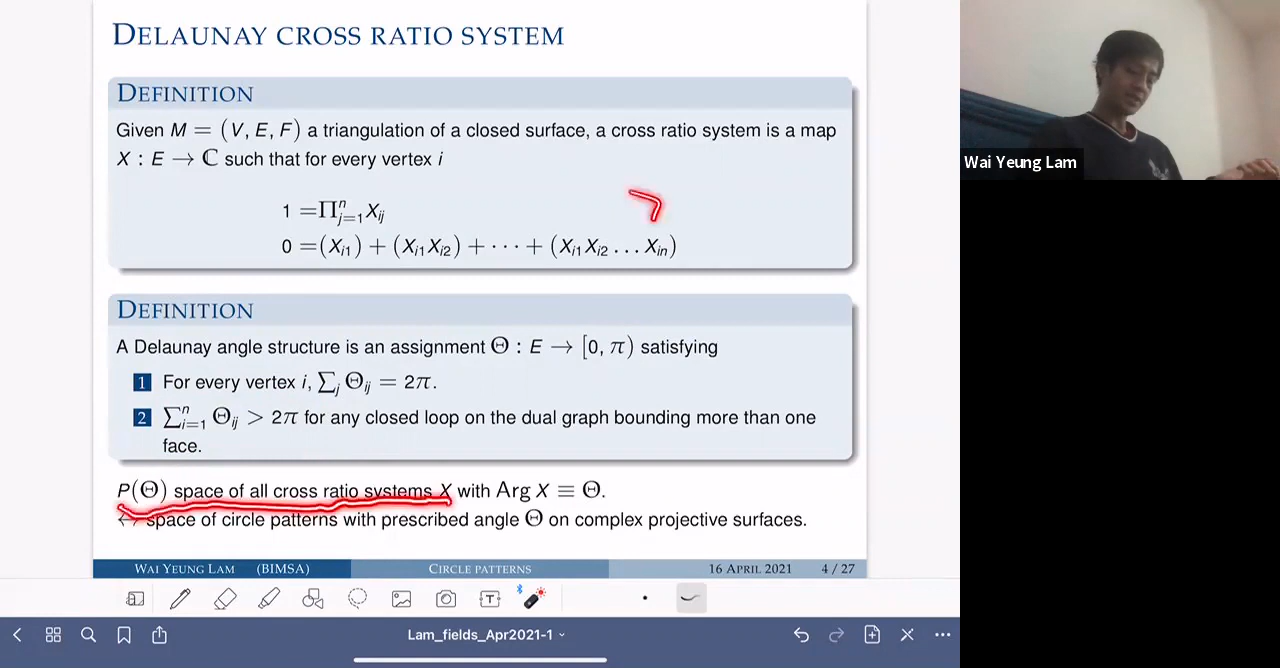 DELAUNAY CROSS RATIO SYSTEM
DEFINITION
Given M = (V, E, F) a triangulation of a closed surface, a cross ratio system is a map
X : E → ℂ such that for every vertex i
1 =Π_{j=1}^{n} X_{ij}
0 =(X_{i1}) + (X_{i1}X_{i2}) + ··· + (X_{i1}X_{i2} ... X_{in})
DEFINITION
A Delaunay angle structure is an assignment Θ : E → [0, π) satisfying
1 For every vertex i, ∑_j Θ_{ij} = 2π.
2 ∑_{i=1}^{n} Θ_{ij} > 2π for any closed loop on the dual graph bounding more than one
face.
P(Θ) space of all cross ratio systems X with Arg X ≡ Θ.
↔ space of circle patterns with prescribed angle Θ on complex projective surfaces.
WAI YEUNG LAM (BIMSA) CIRCLE PATTERNS 16 APRIL 2021 4 / 27
Lam_fields_Apr2021-1
Wai Yeung Lam